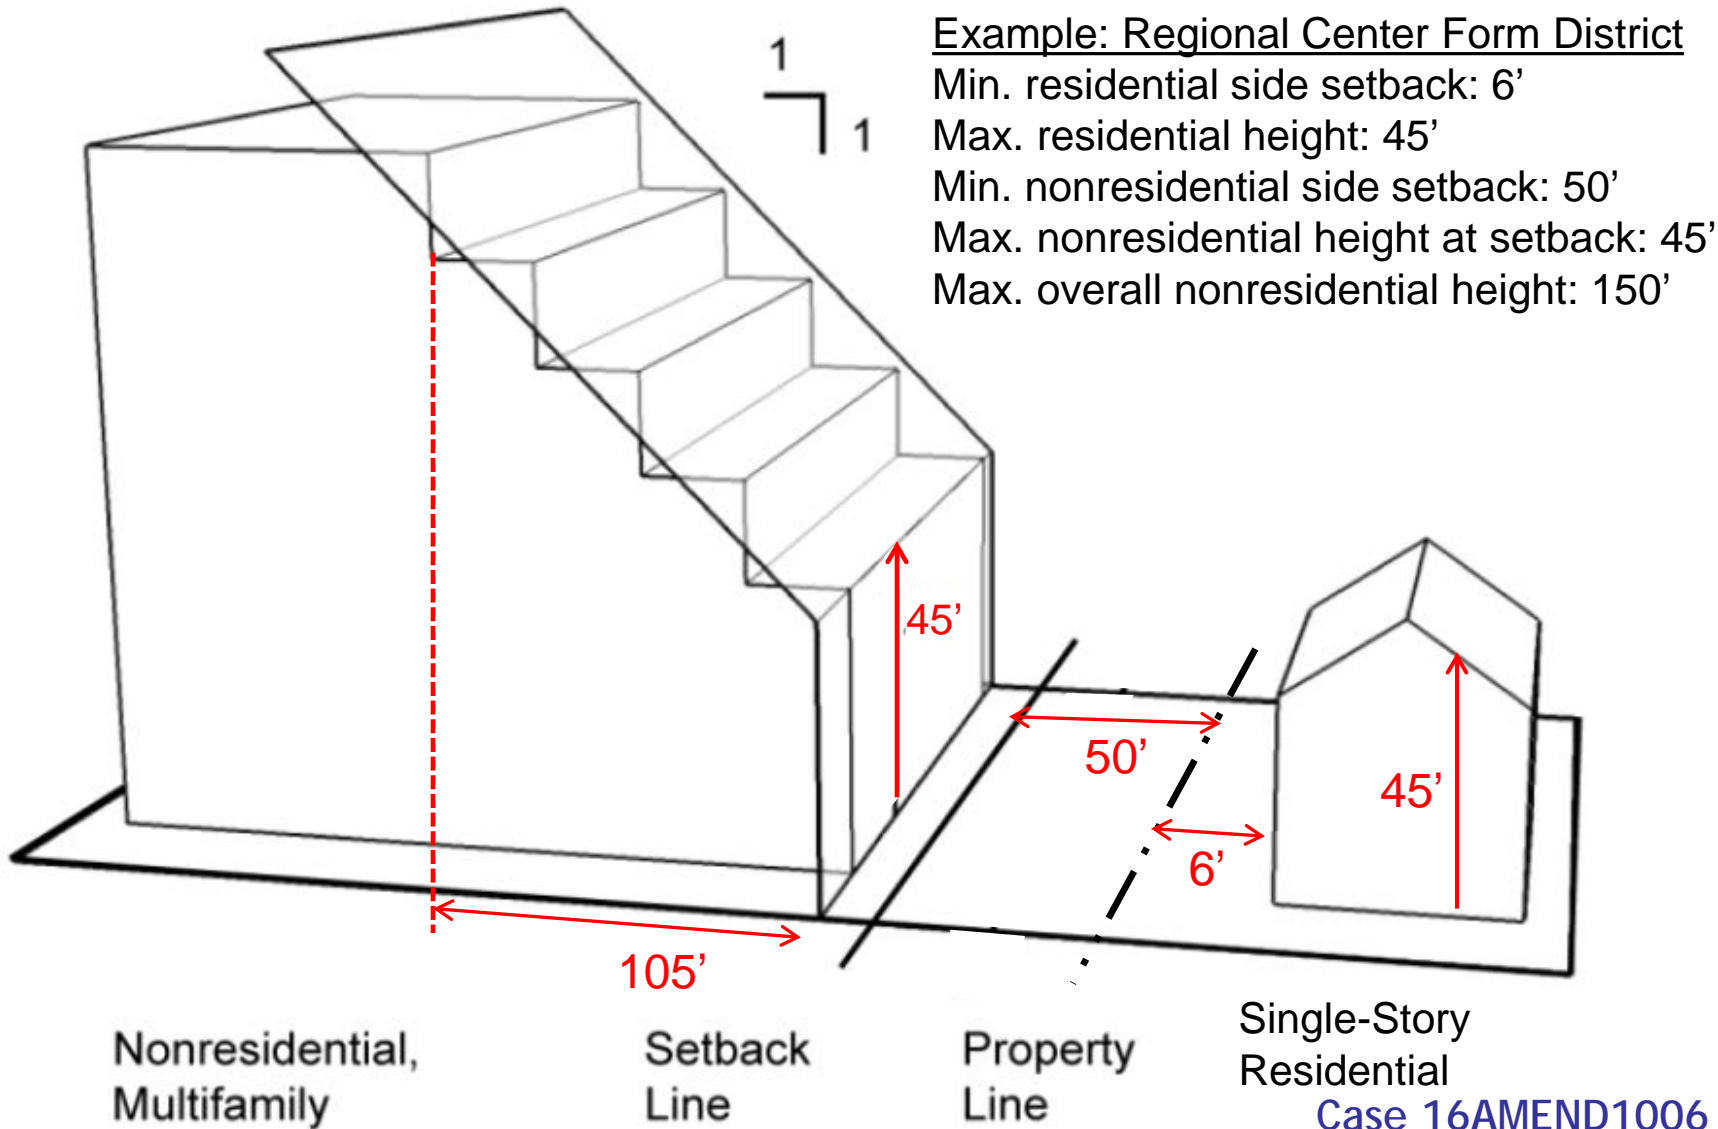 Example: Regional Center Form District
Min. residential side setback: 6’
Max. residential height: 45’
Min. nonresidential side setback: 50’
Max. nonresidential height at setback: 45’
Max. overall nonresidential height: 150’
1
1
45’
50’
45’
6’
105’
Nonresidential,
Multifamily
Setback
Line
Property
Line
Single-Story
Residential
Case 16AMEND1006